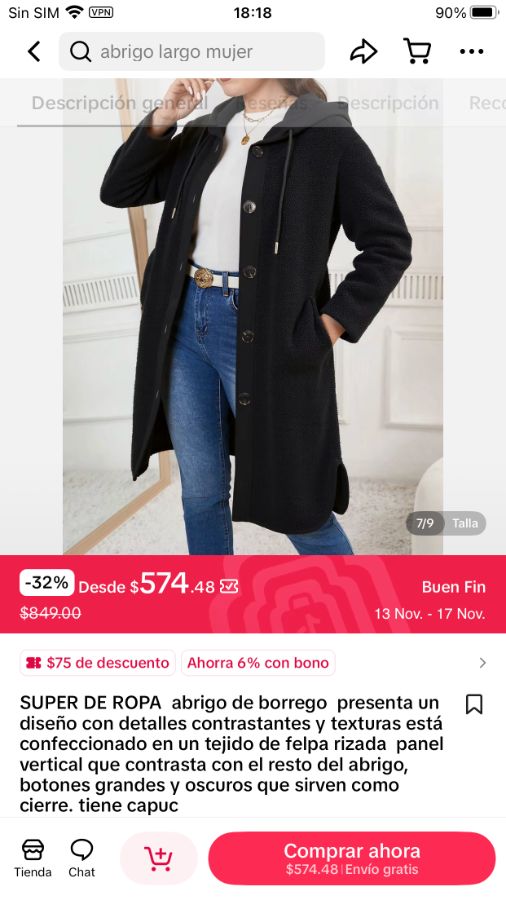 Sin SIM VPN 18:18 90%
abrigo largo mujer
Descripción general Reseñas Descripción Reco
7/9 Talla
-32% Desde $574.48 Buen Fin
$849.00 13 Nov. - 17 Nov.
$75 de descuento Ahorra 6% con bono
SUPER DE ROPA abrigo de borrego presenta un
diseño con detalles contrastantes y texturas está
confeccionado en un tejido de felpa rizada panel
vertical que contrasta con el resto del abrigo,
botones grandes y oscuros que sirven como
cierre. tiene capuc
Comprar ahora
Tienda Chat $574.48 | Envío gratis